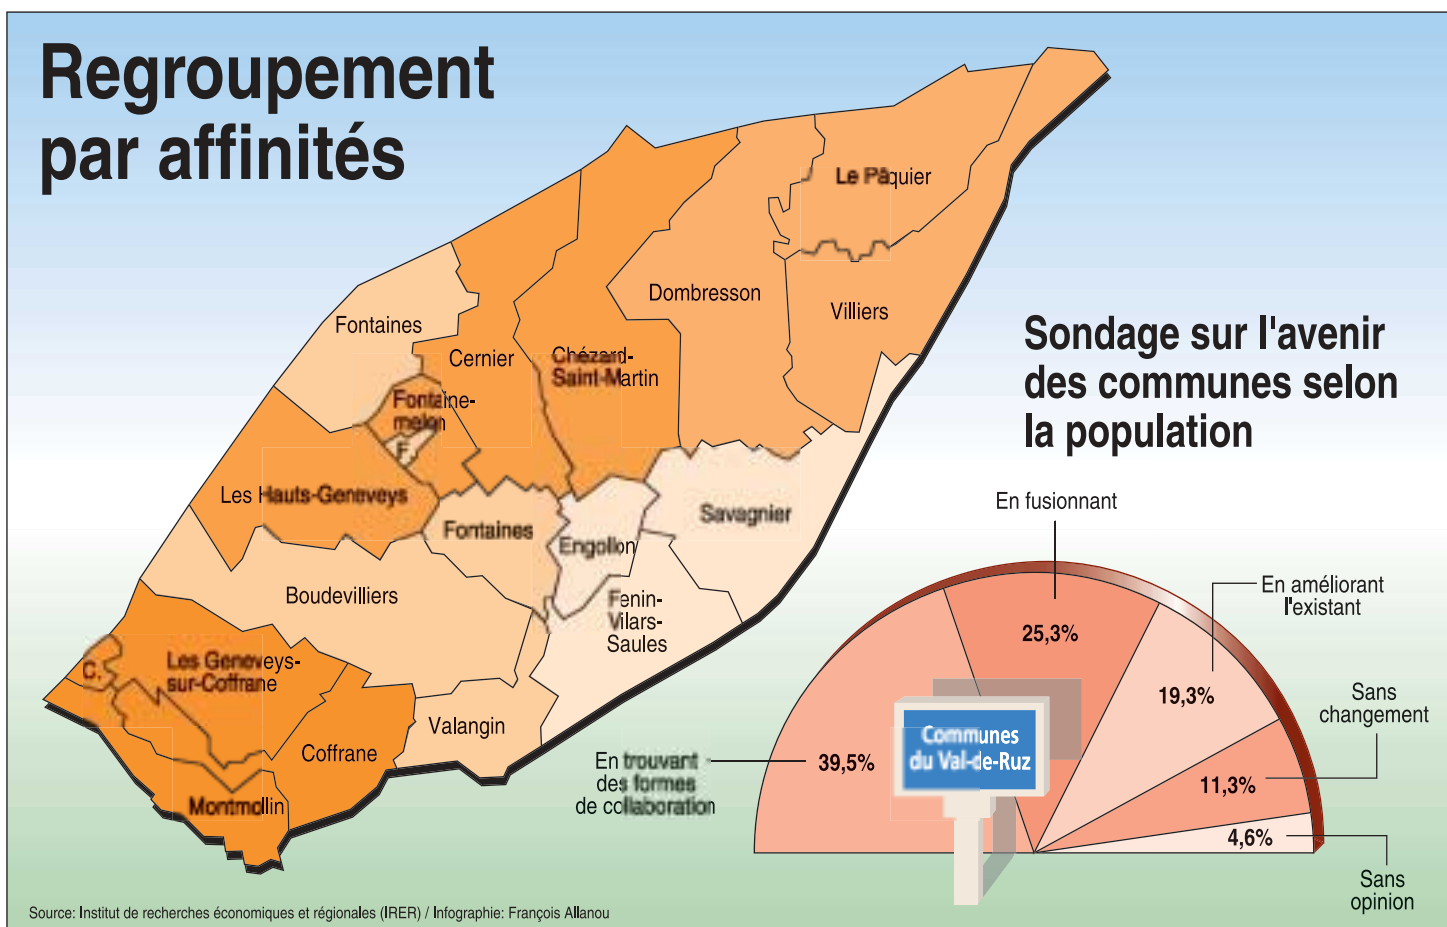 Regroupement
par affinités
Le Pâquier
Dombresson
Villiers
Fontaines
Cernier
Chézard-
Saint-Martin
Fontaine-
melon
F.
Les Hauts-Geneveys
Fontaines
Engollon
Savagnier
Boudevilliers
Fenin-
Vilars-
Saules
C.
Les Geneveys-
sur-Coffrane
Valangin
Coffrane
Montmollin
Sondage sur l'avenir
des communes selon
la population
En fusionnant
25,3%
En améliorant
l'existant
19,3%
Sans
changement
11,3%
4,6%
Sans
opinion
En trouvant
des formes
de collaboration
39,5%
Communes
du Val-de-Ruz
Source: Institut de recherches économiques et régionales (IRER) / Infographie: François Allanou